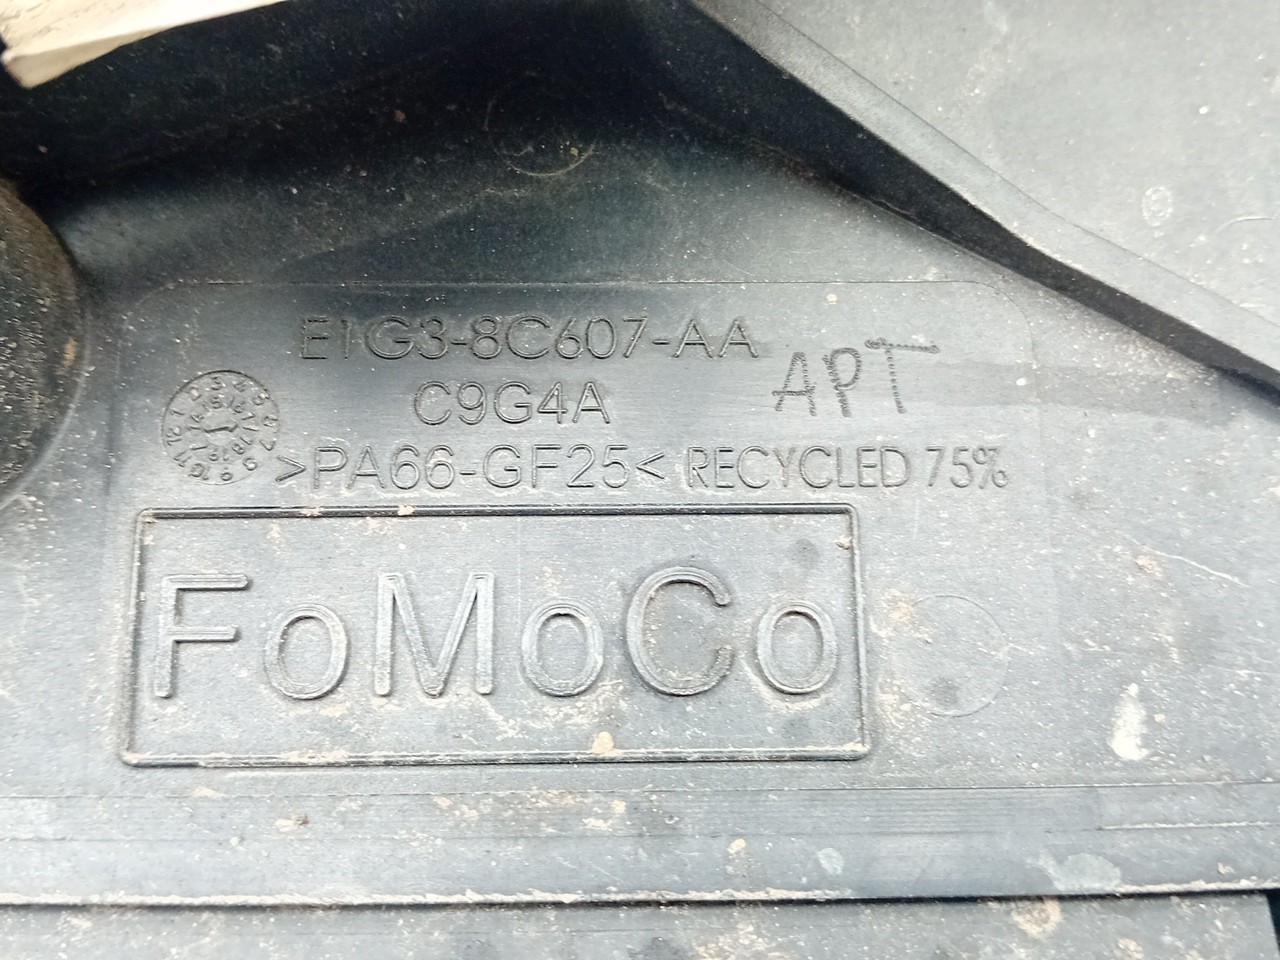 E1G3-8C607-AA
APT
C9G4A
>PA66-GF25< RECYCLED 75%
FoMoCo